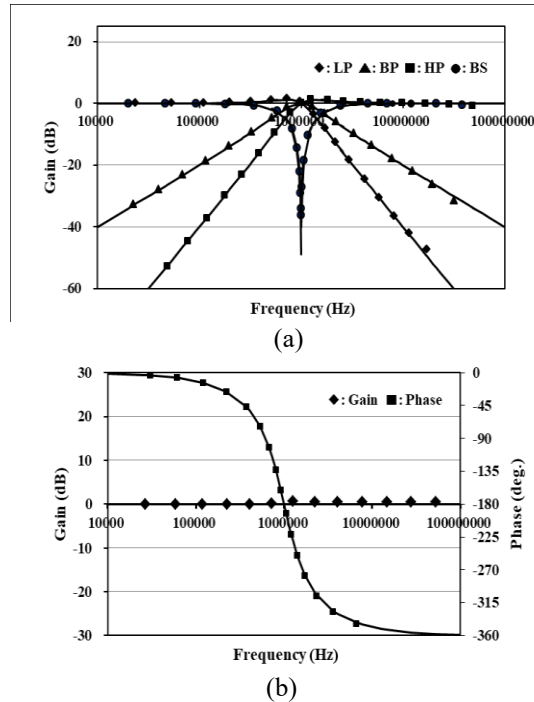 20
0
-20
-40
-60
10000 100000 1000000 10000000 100000000
Gain (dB)
: LP : BP : HP : BS
Frequency (Hz)
(a)
30
20
10
0
-10
-20
-30
10000 100000 1000000 10000000 100000000
0
-45
-90
-135
-180
-225
-270
-315
-360
Gain (dB)
Phase (deg.)
: Gain : Phase
Frequency (Hz)
(b)